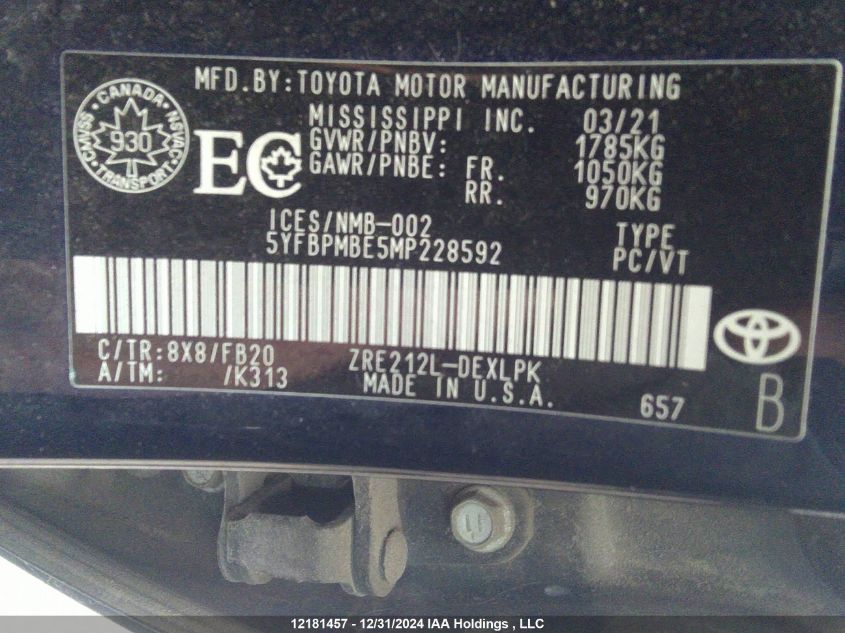 MFD.BY:TOYOTA MOTOR MANUFACTURING
MISSISSIPPI INC. 03/21
GVWR/PNBV: 1785KG
GAWR/PNBE: FR. 1050KG
RR. 970KG
CANADA
CMVSS 930 NSVAC
TRANSPORT
EC
ICES/NMB-002
5YFBPMBE5MP228592
TYPE
PC/VT
C/TR:8X8/FB20
A/TM: /K313
ZRE212L-DEXLPK
MADE IN U.S.A.
657
B
12181457 - 12/31/2024 IAA Holdings , LLC